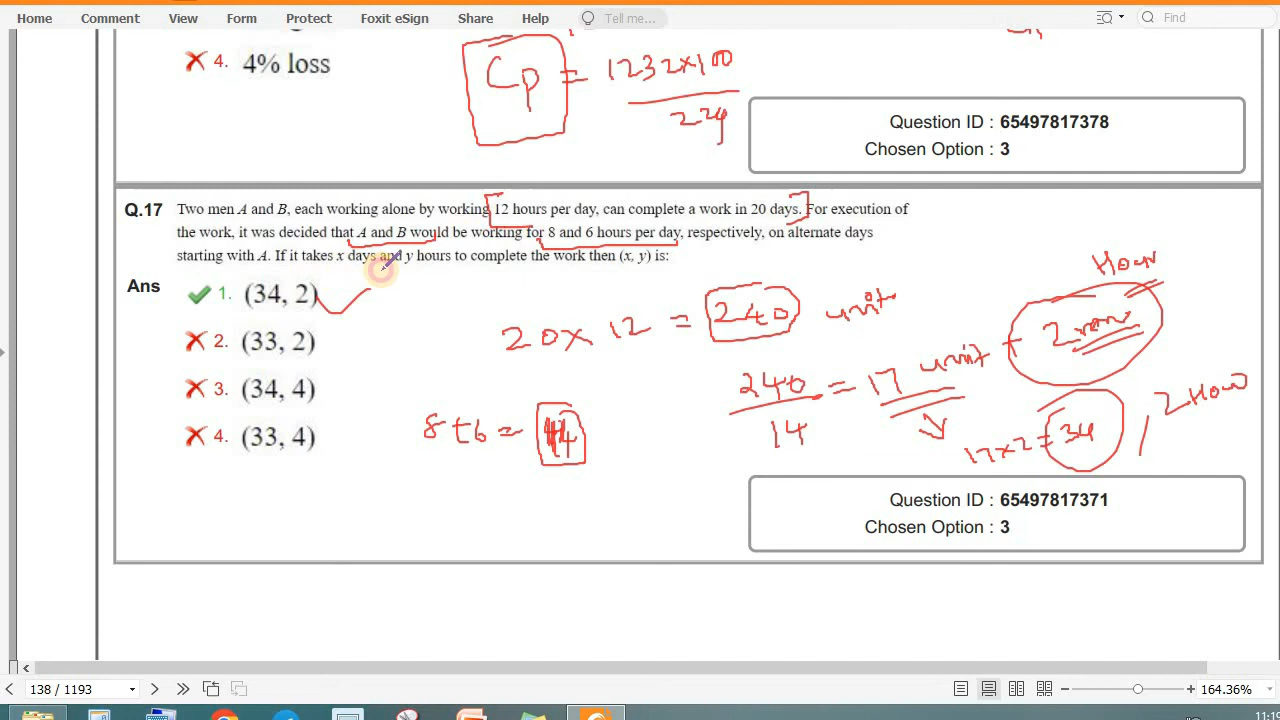 Home Comment View Form Protect Foxit eSign Share Help Tell me... Find
4. 4% loss
Cp = 1232×100
224
Question ID : 65497817378
Chosen Option : 3
Q.17 Two men A and B, each working alone by working 12 hours per day, can complete a work in 20 days. For execution of
the work, it was decided that A and B would be working for 8 and 6 hours per day, respectively, on alternate days
starting with A. If it takes x days and y hours to complete the work then (x, y) is:
Ans
1. (34, 2)
2. (33, 2)
3. (34, 4)
4. (33, 4)
20 x 12 = 240 units
Hour
240 = 17 unit + 2
14
8+6 = 14
17×2 = 34, 2 Hour
Question ID : 65497817371
Chosen Option : 3
138 / 1193
164.36%
11:19